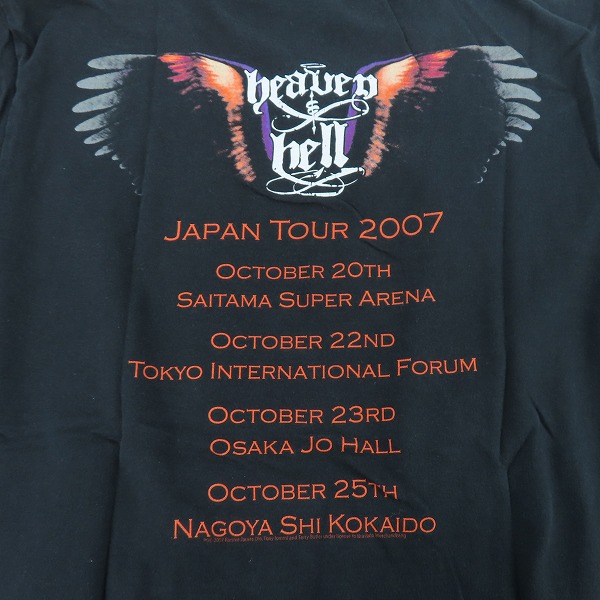 heaven
&
hell
Japan Tour 2007
October 20th
Saitama Super Arena
October 22nd
Tokyo International Forum
October 23rd
Osaka Jo Hall
October 25th
Nagoya Shi Kokaido